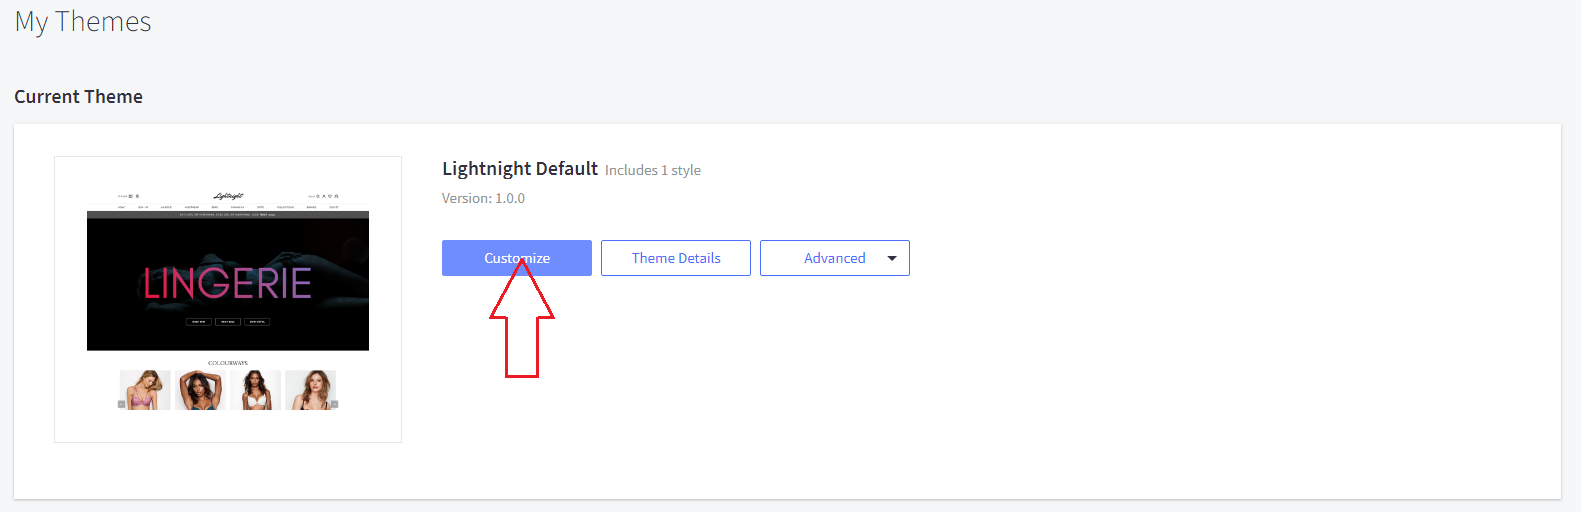 My Themes
Current Theme
Lightnight Default Includes 1 style
Version: 1.0.0
Customize Theme Details Advanced
Lightnight
LINGERIE
COLOURWAYS